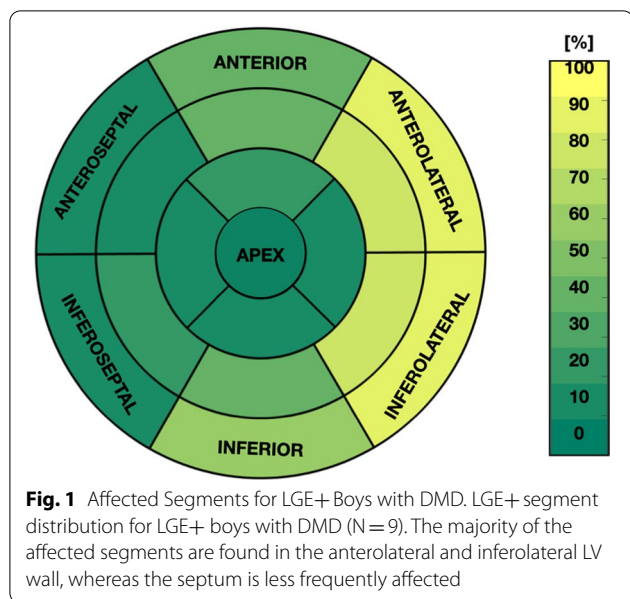 [%]
100
90
80
70
60
50
40
30
20
10
0
ANTERIOR
ANTEROSEPTAL
ANTEROLATERAL
APEX
INFEROSEPTAL
INFEROLATERAL
INFERIOR
Fig. 1 Affected Segments for LGE+ Boys with DMD. LGE+ segment
distribution for LGE+ boys with DMD (N = 9). The majority of the
affected segments are found in the anterolateral and inferolateral LV
wall, whereas the septum is less frequently affected